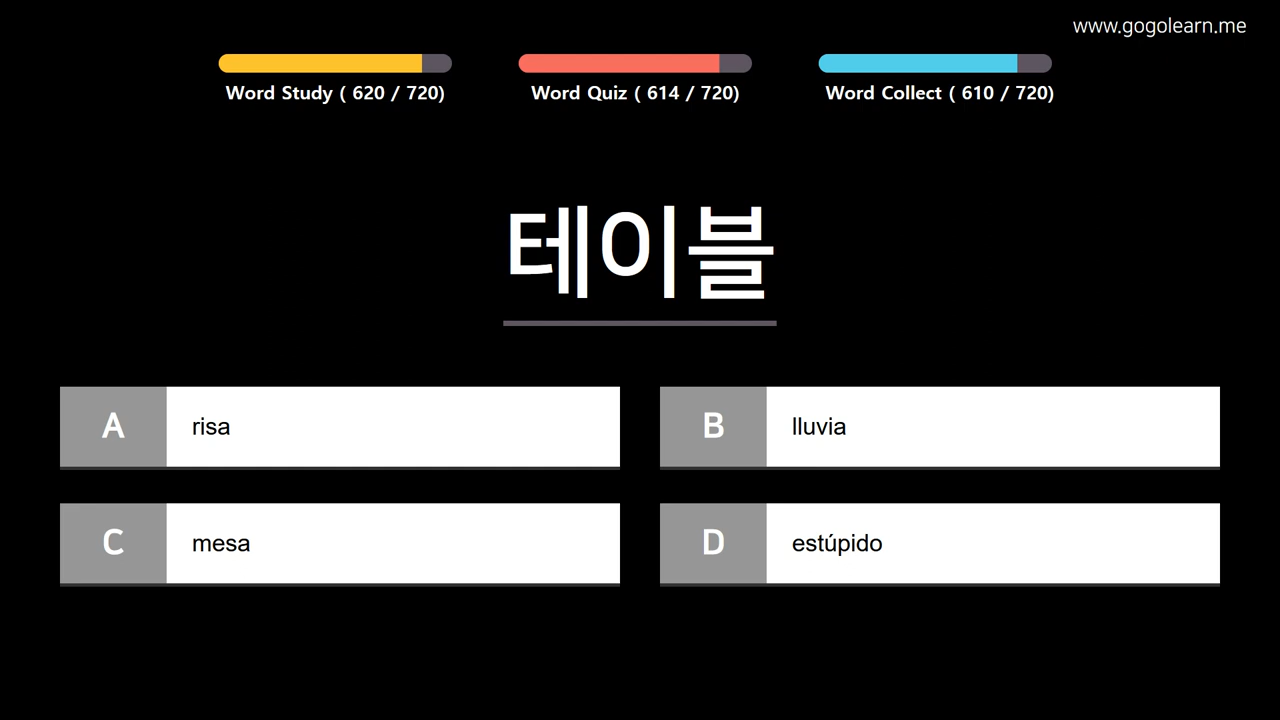 www.gogolearn.me
Word Study ( 620 / 720)
Word Quiz ( 614 / 720)
Word Collect ( 610 / 720)
테이블
A risa
B lluvia
C mesa
D estúpido